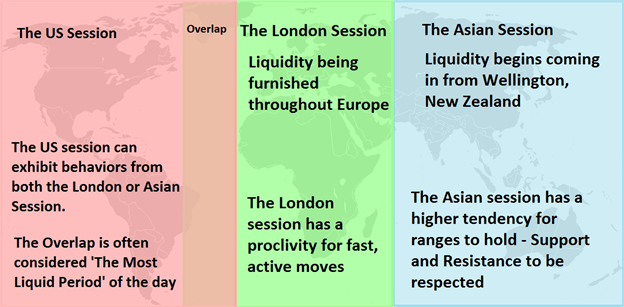 The US Session
The US session can
exhibit behaviors from
both the London or Asian
Session.
The Overlap is often
considered 'The Most
Liquid Period' of the day
Overlap
The London Session
Liquidity being
furnished
throughout Europe
The London
session has a
proclivity for fast,
active moves
The Asian Session
Liquidity begins coming
in from Wellington,
New Zealand
The Asian session has a
higher tendency for
ranges to hold - Support
and Resistance to be
respected